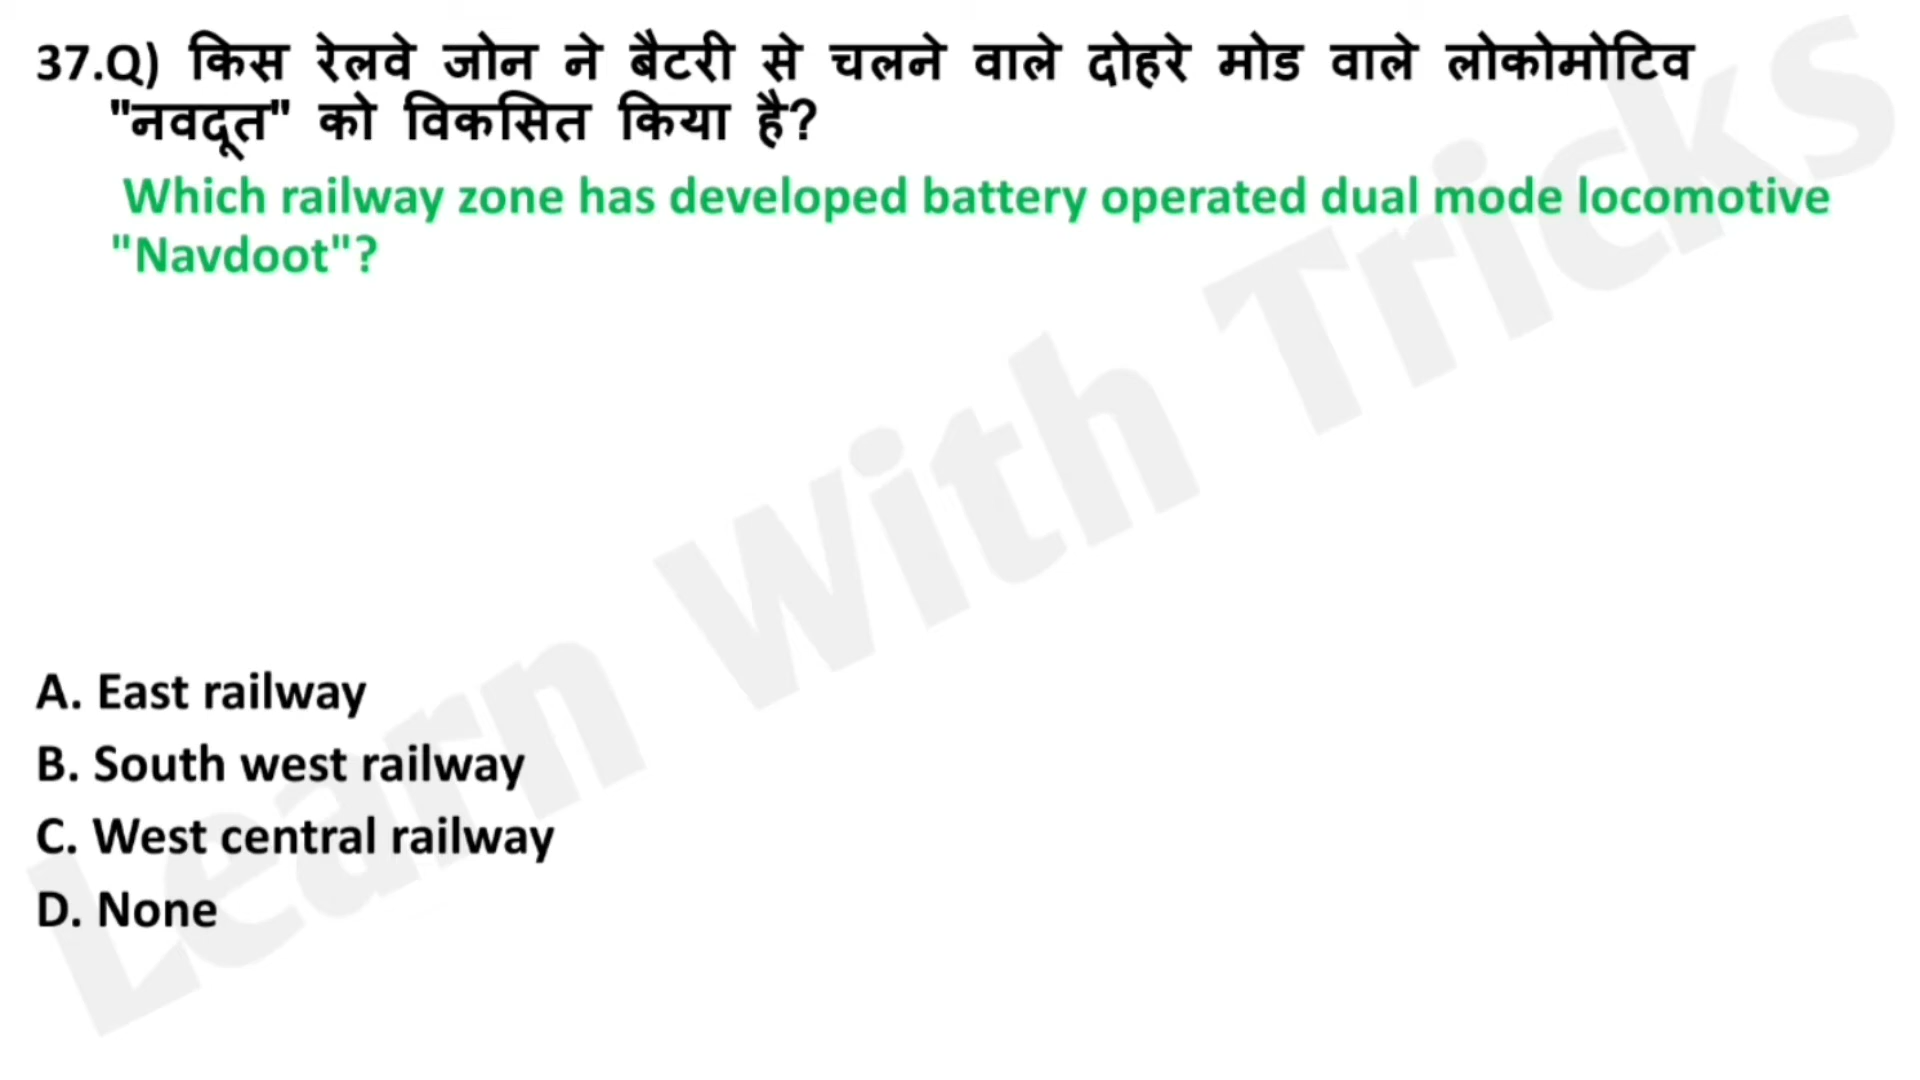 37.Q) किस रेलवे जोन ने बैटरी से चलने वाले दोहरे मोड वाले लोकोमोटिव
"नवदूत" को विकसित किया है?
Which railway zone has developed battery operated dual mode locomotive
"Navdoot"?
A. East railway
B. South west railway
C. West central railway
D. None
Learn With Tricks